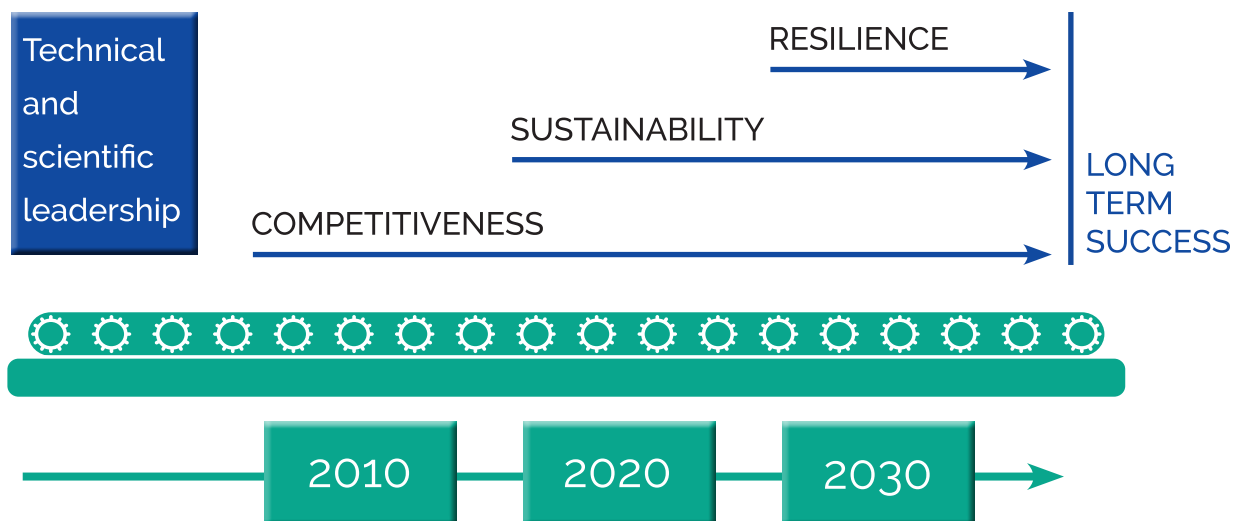 Technical
and
scientific
leadership
RESILIENCE
SUSTAINABILITY
COMPETITIVENESS
LONG
TERM
SUCCESS
2010
2020
2030